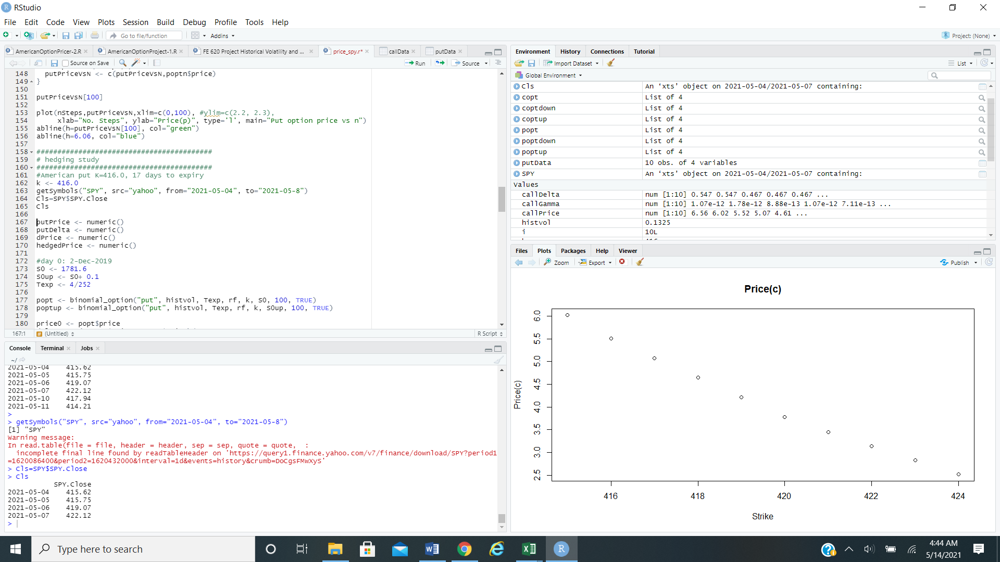 RStudio
File Edit Code View Plots Session Build Debug Profile Tools Help
Go to file/function Addins Project: (None)
AmericanOptionPricer-2.R AmericanOptionProject-1.R FE 620 Project Historical Volatility and ... price_spy.r* callData putData
Source on Save Run Source
148 putPriceVsN <- c(putPriceVsN,poptn$price)
149 }
150
151 putPriceVsN[100]
152
153 plot(nSteps,putPriceVsN,xlim=c(0,100), #ylim=c(2.2, 2.3),
154 xlab="No. Steps", ylab="Price(p)", type='l', main="Put option price vs n")
155 abline(h=putPriceVsN[100], col="green")
156 abline(h=6.06, col="blue")
157
158 ##########################################
159 # hedging study
160 ##########################################
161 #American put K=416.0, 17 days to expiry
162 k <- 416.0
163 getSymbols("SPY", src="yahoo", from="2021-05-04", to="2021-05-8")
164 Cls=SPY$SPY.Close
165 Cls
166
167 putPrice <- numeric()
168 putDelta <- numeric()
169 dPrice <- numeric()
170 hedgedPrice <- numeric()
171
172 #day 0: 2-Dec-2019
173 S0 <- 1781.6
174 S0up <- S0+ 0.1
175 Texp <- 4/252
176
177 popt <- binomial_option("put", histvol, Texp, rf, k, S0, 100, TRUE)
178 poptup <- binomial_option("put", histvol, Texp, rf, k, S0up, 100, TRUE)
179
180 price0 <- popt$price
167:1 (Untitled) R Script
Console Terminal Jobs
~/
2021-05-04 415.62
2021-05-05 415.75
2021-05-06 419.07
2021-05-07 422.12
2021-05-10 417.94
2021-05-11 414.21
>
> getSymbols("SPY", src="yahoo", from="2021-05-04", to="2021-05-8")
[1] "SPY"
Warning message:
In read.table(file = file, header = header, sep = sep, quote = quote, :
incomplete final line found by readTableHeader on 'https://query1.finance.yahoo.com/v7/finance/download/SPY?period1
=1620086400&period2=1620432000&interval=1d&events=history&crumb=DoCgsFMwXyS'
> Cls=SPY$SPY.Close
> Cls
SPY.Close
2021-05-04 415.62
2021-05-05 415.75
2021-05-06 419.07
2021-05-07 422.12
>
Environment History Connections Tutorial
Import Dataset List
Global Environment
Cls An ‘xts’ object on 2021-05-04/2021-05-07 containing:
copt List of 4
coptdown List of 4
coptup List of 4
popt List of 4
poptdown List of 4
poptup List of 4
putData 10 obs. of 4 variables
SPY An ‘xts’ object on 2021-05-04/2021-05-07 containing:
Values
callDelta num [1:10] 0.547 0.547 0.467 0.467 0.467 ...
callGamma num [1:10] 1.07e-12 1.78e-12 8.88e-13 1.07e-12 7.11e-13 ...
callPrice num [1:10] 6.56 6.02 5.52 5.07 4.61 ...
histvol 0.1325
i 10L
Files Plots Packages Help Viewer
Zoom Export Publish
Price(c)
Price(c)
6.0
5.5
5.0
4.5
4.0
3.5
3.0
2.5
416 418 420 422 424
Strike
Type here to search
4:44 AM
5/14/2021